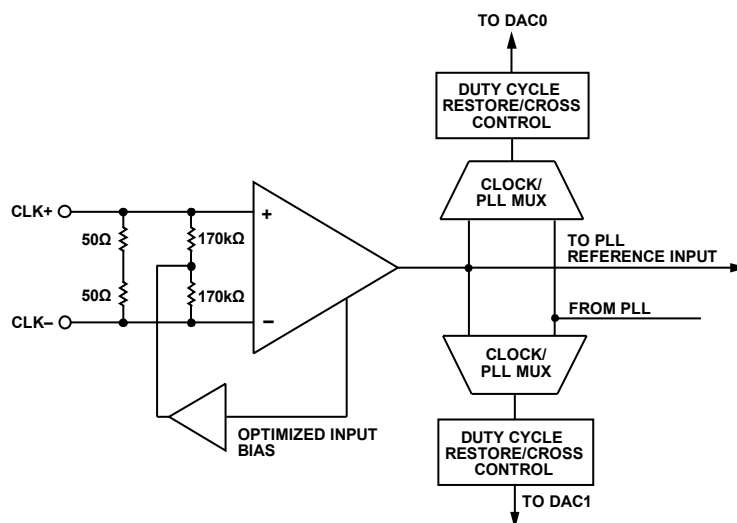 TO DAC0
DUTY CYCLE
RESTORE/CROSS
CONTROL
CLOCK/
PLL MUX
CLK+
50Ω
170kΩ
+
TO PLL
REFERENCE INPUT
50Ω
170kΩ
CLK–
–
FROM PLL
CLOCK/
PLL MUX
OPTIMIZED INPUT
BIAS
DUTY CYCLE
RESTORE/CROSS
CONTROL
TO DAC1